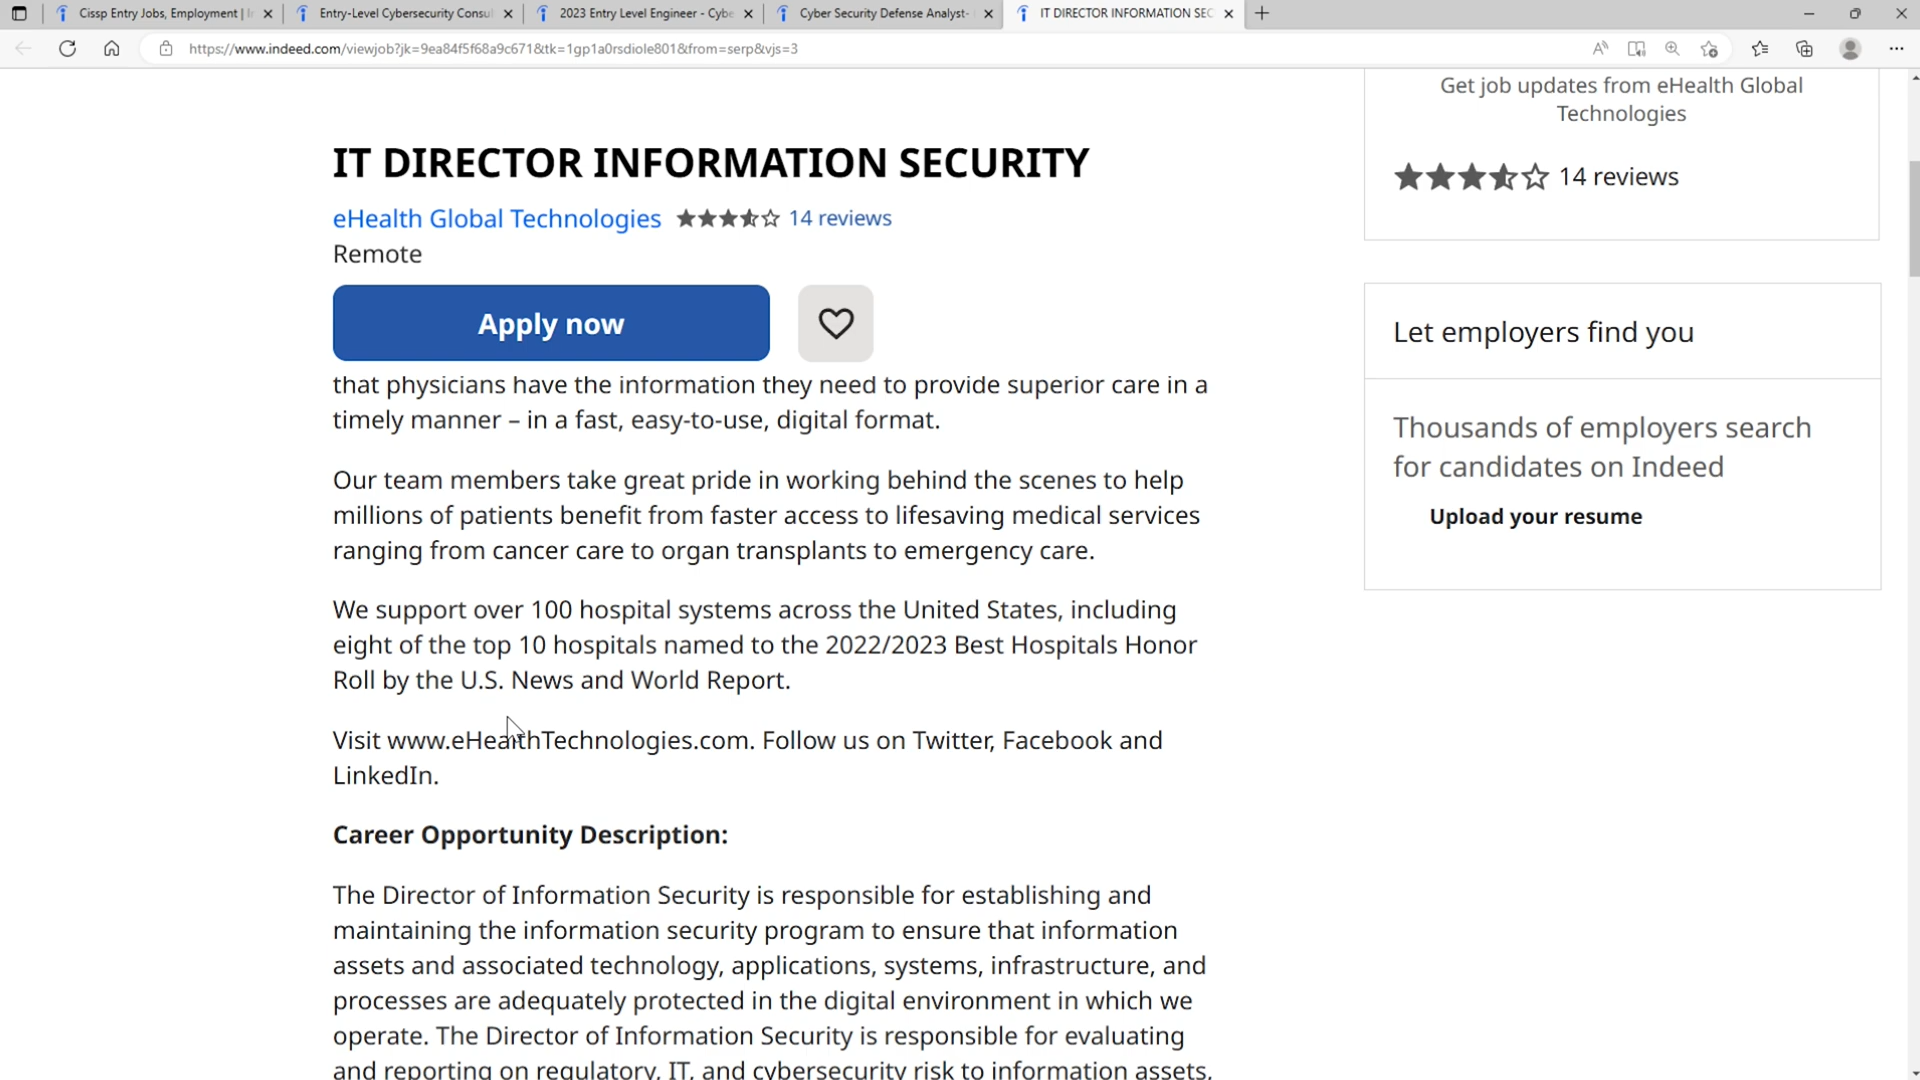 Cissp Entry Jobs, Employment |
Entry-Level Cybersecurity Consu
2023 Entry Level Engineer - Cybe
Cyber Security Defense Analyst-
IT DIRECTOR INFORMATION SEC
https://www.indeed.com/viewjob?jk=9ea84f5f68a9c671&tk=1gp1a0rsdiole801&from=serp&vjs=3
Get job updates from eHealth Global
Technologies
14 reviews
IT DIRECTOR INFORMATION SECURITY
eHealth Global Technologies 14 reviews
Remote
Apply now
that physicians have the information they need to provide superior care in a
timely manner – in a fast, easy-to-use, digital format.
Our team members take great pride in working behind the scenes to help
millions of patients benefit from faster access to lifesaving medical services
ranging from cancer care to organ transplants to emergency care.
We support over 100 hospital systems across the United States, including
eight of the top 10 hospitals named to the 2022/2023 Best Hospitals Honor
Roll by the U.S. News and World Report.
Visit www.eHealthTechnologies.com. Follow us on Twitter, Facebook and
LinkedIn.
Career Opportunity Description:
The Director of Information Security is responsible for establishing and
maintaining the information security program to ensure that information
assets and associated technology, applications, systems, infrastructure, and
processes are adequately protected in the digital environment in which we
operate. The Director of Information Security is responsible for evaluating
and reporting on regulatory, IT, and cybersecurity risk to information assets,
Let employers find you
Thousands of employers search
for candidates on Indeed
Upload your resume